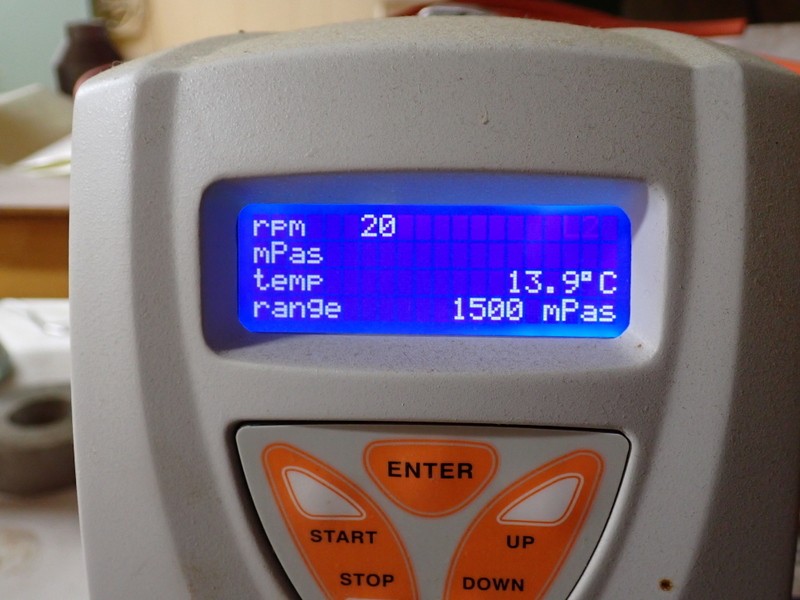 rpm 20
mPas
temp 13.9°C
range 1500 mPas
ENTER
START
UP
STOP
DOWN